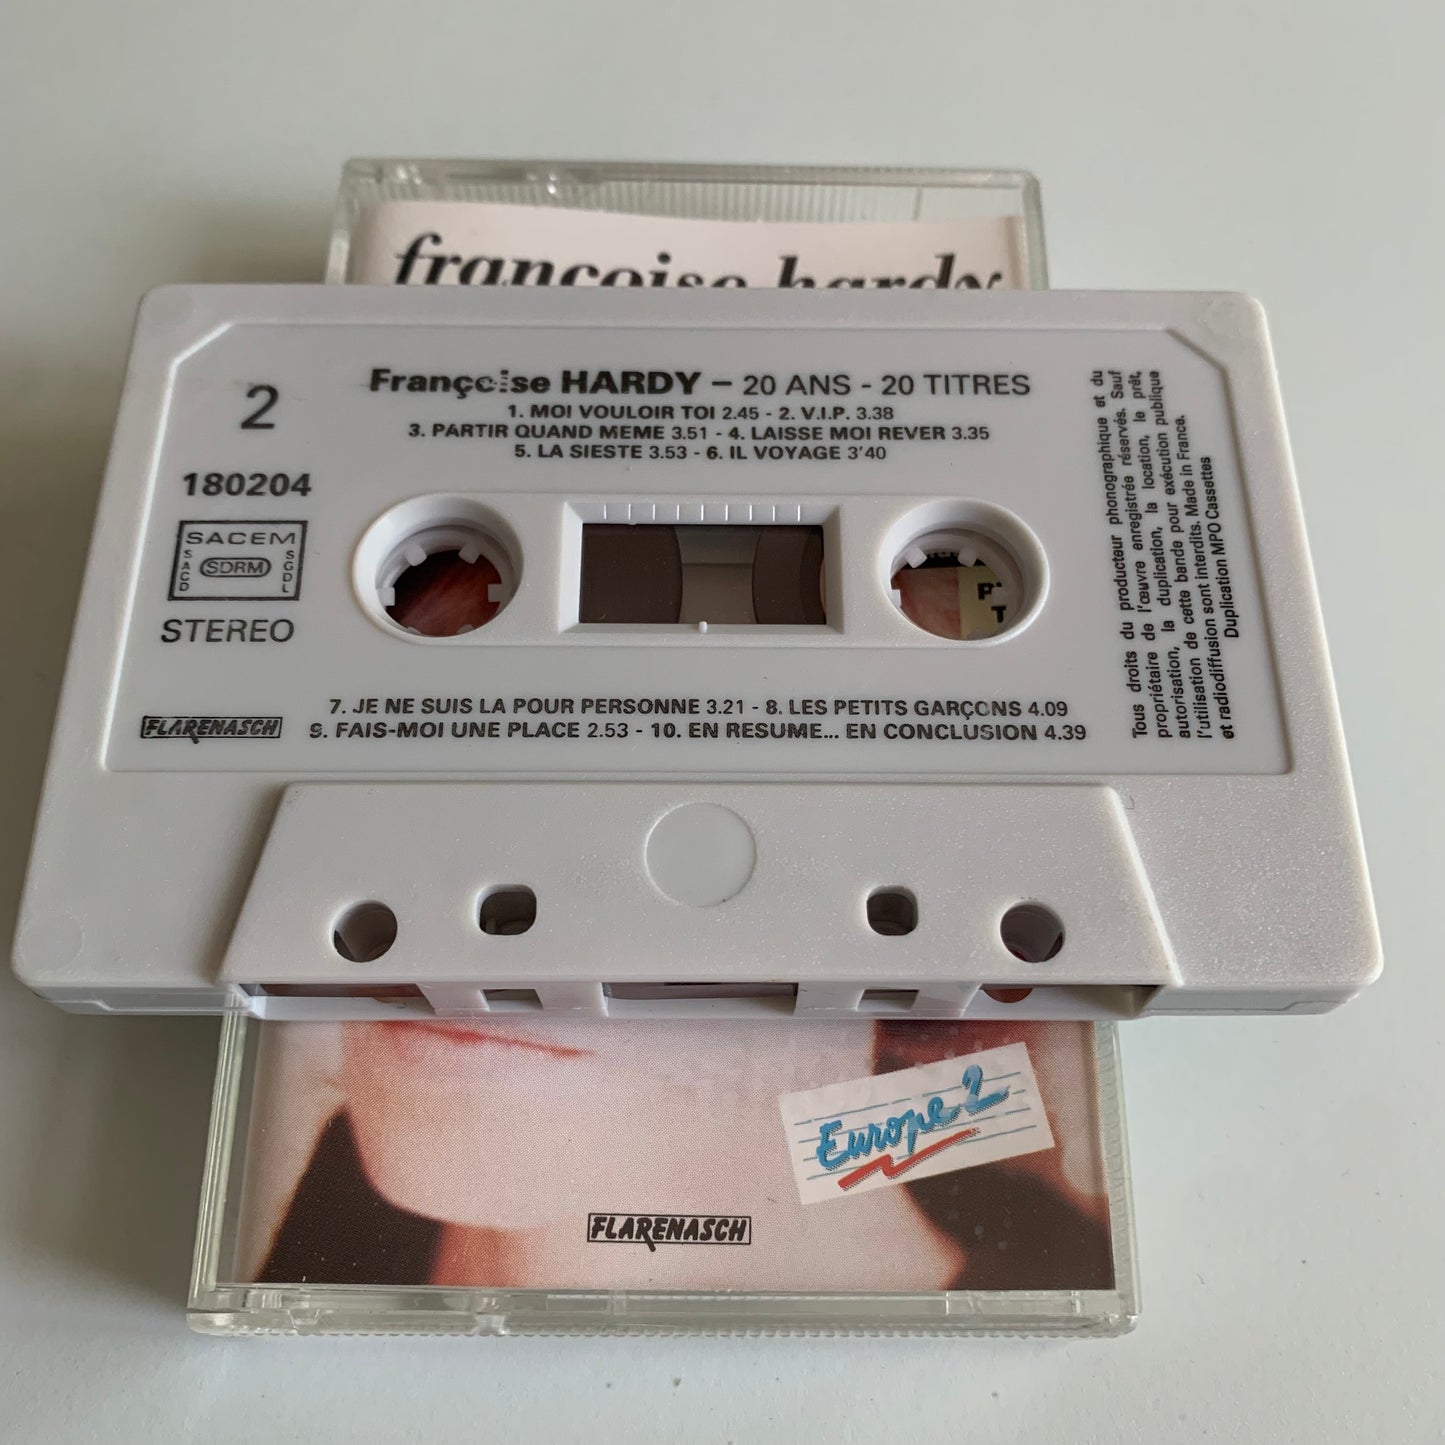 françoise hardy
2
Françoise HARDY – 20 ANS - 20 TITRES
1. MOI VOULOIR TOI 2.45 - 2. V.I.P. 3.38
3. PARTIR QUAND MEME 3.51 - 4. LAISSE MOI REVER 3.35
5. LA SIESTE 3.53 - 6. IL VOYAGE 3'40
180204
SACEM
SACD
SDRM
SGDL
STEREO
FLARENASCH
7. JE NE SUIS LA POUR PERSONNE 3.21 - 8. LES PETITS GARÇONS 4.09
9. FAIS-MOI UNE PLACE 2.53 - 10. EN RESUME... EN CONCLUSION 4.39
Tous droits du producteur phonographique et du
propriétaire de l'œuvre enregistrée réservés. Sauf
autorisation, la duplication, la location, le prêt,
l'utilisation de cette bande pour exécution publique
et radiodiffusion sont interdits. Made in France.
Duplication MPO Cassettes
Europe 2
FLARENASCH